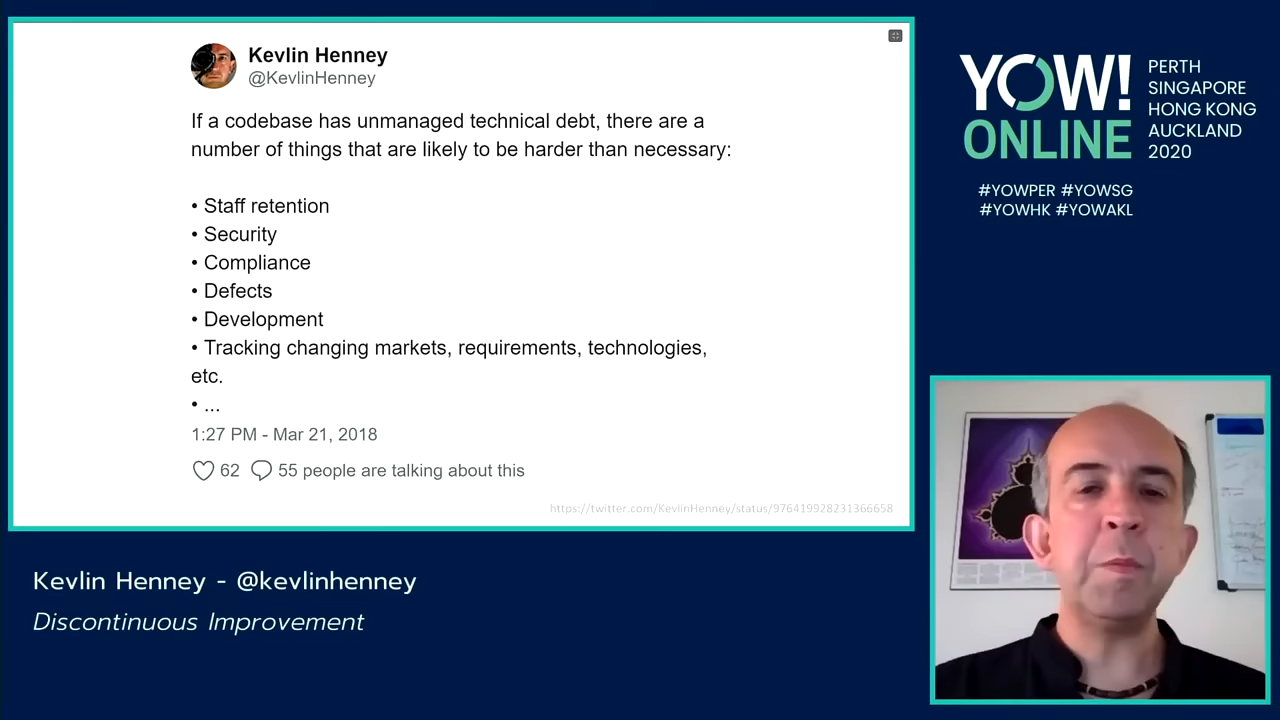 Kevlin Henney
@KevlinHenney
If a codebase has unmanaged technical debt, there are a
number of things that are likely to be harder than necessary:
• Staff retention
• Security
• Compliance
• Defects
• Development
• Tracking changing markets, requirements, technologies,
etc.
• ...
1:27 PM - Mar 21, 2018
62 55 people are talking about this
https://twitter.com/KevlinHenney/status/976419928231366658
Kevlin Henney - @kevlinhenney
Discontinuous Improvement
YOW!
ONLINE
PERTH
SINGAPORE
HONG KONG
AUCKLAND
2020
#YOWPER #YOWSG
#YOWHK #YOWAKL